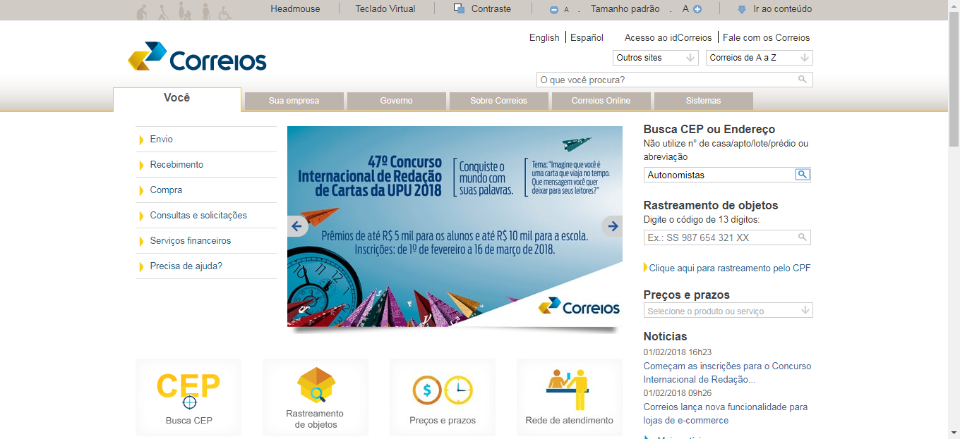 Headmouse
Teclado Virtual
Contraste
A . Tamanho padrão . A
Ir ao conteúdo
English | Español
Acesso ao idCorreios | Fale com os Correios
Correios
Outros sites
Correios de A a Z
O que você procura?
Você
Sua empresa
Governo
Sobre Correios
Correios Online
Sistemas
Envio
Recebimento
Compra
Consultas e solicitações
Serviços financeiros
Precisa de ajuda?
47º Concurso
Internacional de Redação
de Cartas da UPU 2018
Conquiste o
mundo com
suas palavras.
Tema: "Imagine que você é
uma carta que viaja no tempo.
Que mensagem você quer
deixar para seus leitores?"
Prêmios de até R$ 5 mil para os alunos e até R$ 10 mil para a escola.
Inscrições: de 1º de fevereiro a 16 de março de 2018.
Correios
Busca CEP ou Endereço
Não utilize n° de casa/apto/lote/prédio ou
abreviação
Autonomistas
Rastreamento de objetos
Digite o código de 13 dígitos:
Ex.: SS 987 654 321 XX
Clique aqui para rastreamento pelo CPF
Preços e prazos
Selecione o produto ou serviço
Notícias
01/02/2018 16h23
Começam as inscrições para o Concurso
Internacional de Redação...
01/02/2018 09h26
Correios lança nova funcionalidade para
lojas de e-commerce
CEP
Busca CEP
Rastreamento
de objetos
$
Preços e prazos
Rede de atendimento